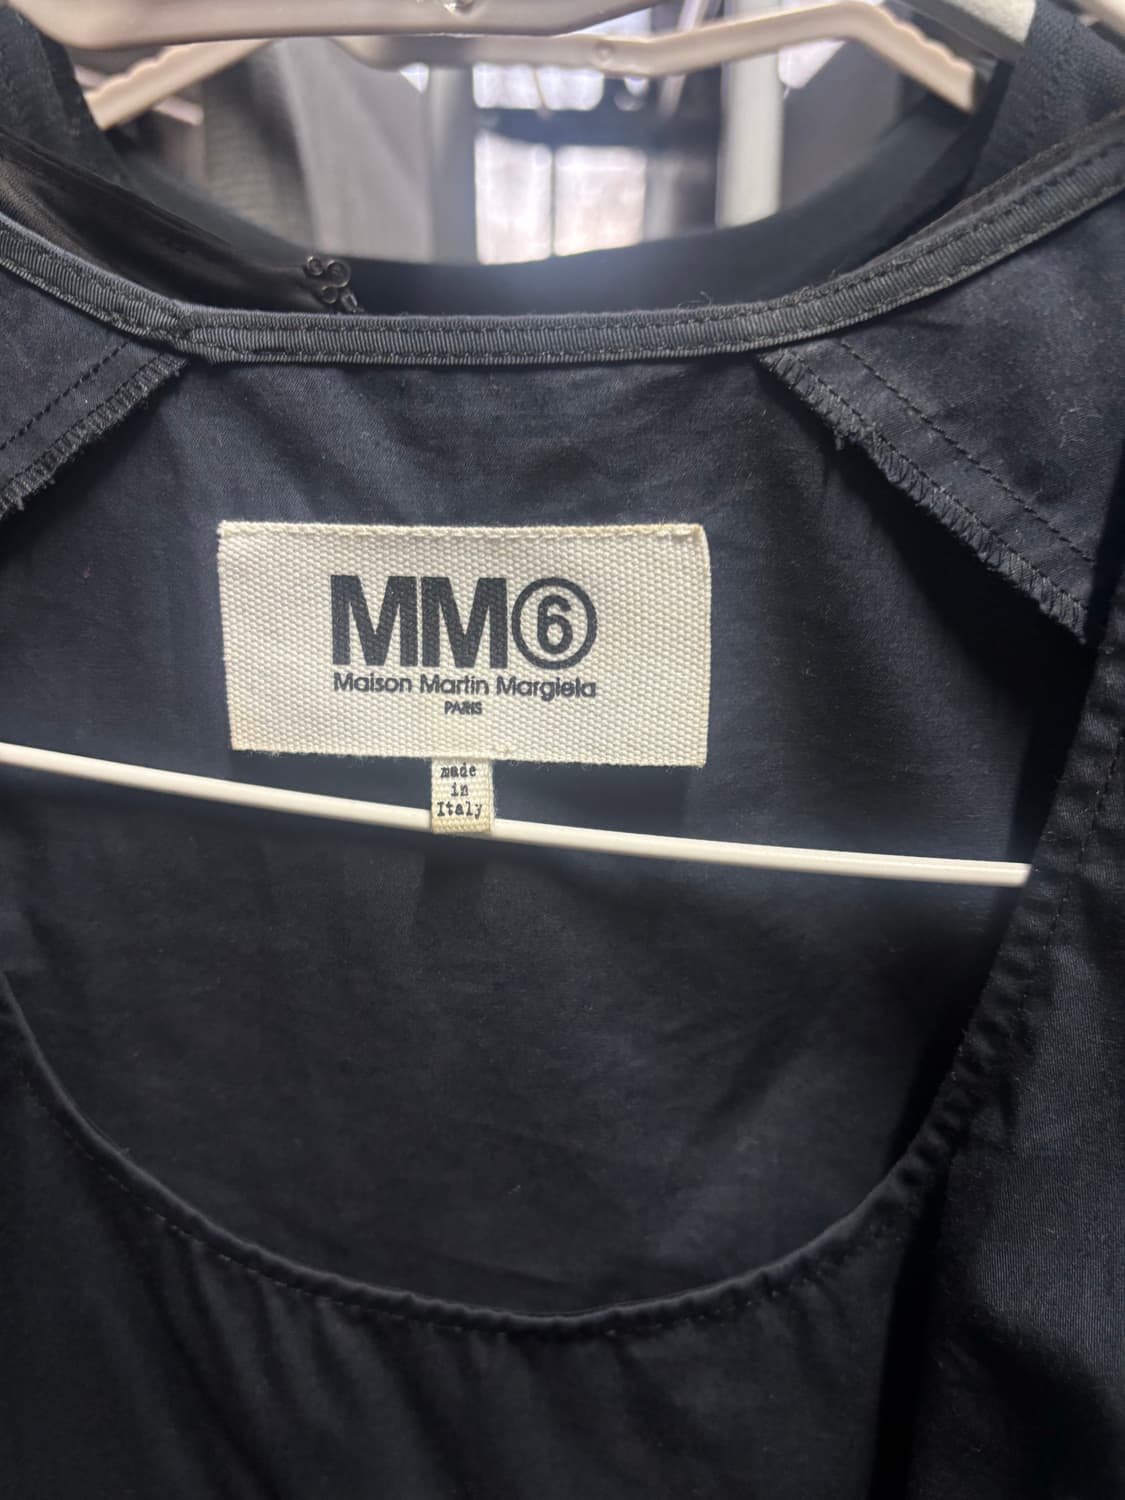 MM⑥
Maison Martin Margiela
PARIS
made
in
Italy